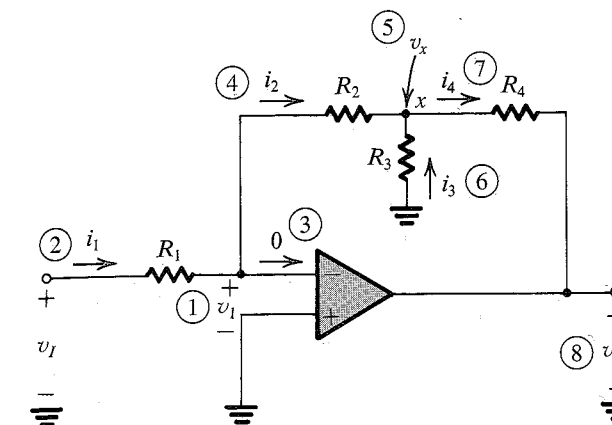 5
v_x
4 i_2 R_2 x i_4 7 R_4
R_3 i_3 6
2 i_1 R_1 0 3
+ + −
1 v_1 +
−
v_I 8 v
−